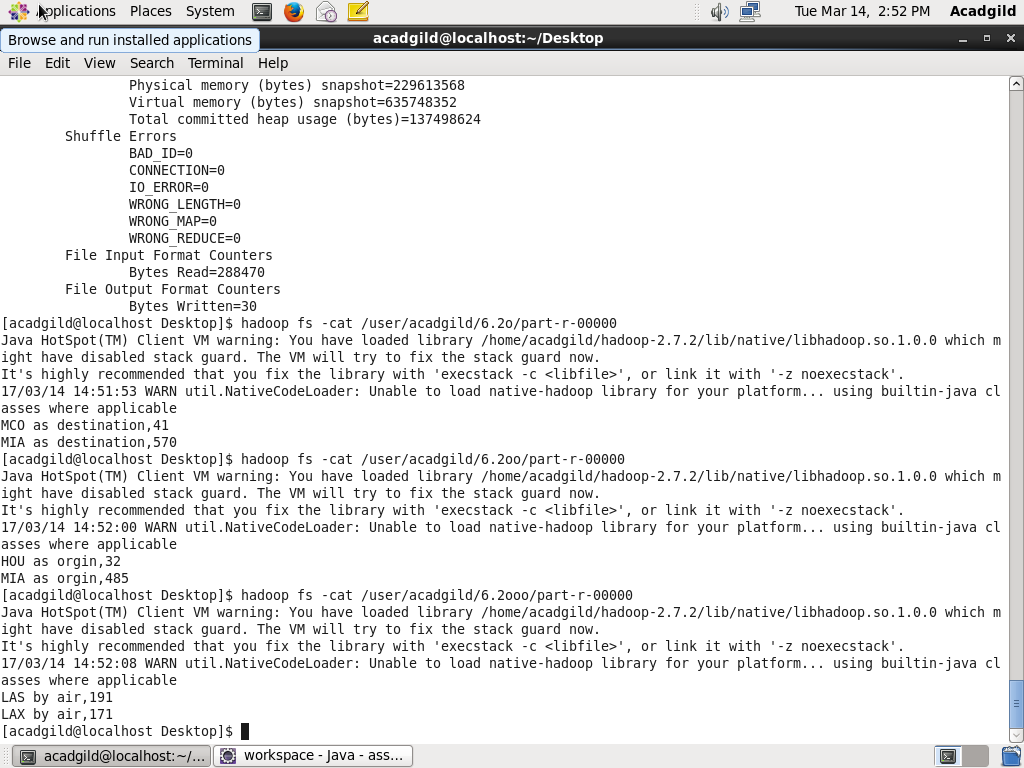 Applications Places System Tue Mar 14, 2:52 PM Acadgild
Browse and run installed applications
acadgild@localhost:~/Desktop
File Edit View Search Terminal Help
Physical memory (bytes) snapshot=229613568
Virtual memory (bytes) snapshot=635748352
Total committed heap usage (bytes)=137498624
Shuffle Errors
BAD_ID=0
CONNECTION=0
IO_ERROR=0
WRONG_LENGTH=0
WRONG_MAP=0
WRONG_REDUCE=0
File Input Format Counters
Bytes Read=288470
File Output Format Counters
Bytes Written=30
[acadgild@localhost Desktop]$ hadoop fs -cat /user/acadgild/6.2o/part-r-00000
Java HotSpot(TM) Client VM warning: You have loaded library /home/acadgild/hadoop-2.7.2/lib/native/libhadoop.so.1.0.0 which m
ight have disabled stack guard. The VM will try to fix the stack guard now.
It's highly recommended that you fix the library with 'execstack -c <libfile>', or link it with '-z noexecstack'.
17/03/14 14:51:53 WARN util.NativeCodeLoader: Unable to load native-hadoop library for your platform... using builtin-java cl
asses where applicable
MCO as destination,41
MIA as destination,570
[acadgild@localhost Desktop]$ hadoop fs -cat /user/acadgild/6.2oo/part-r-00000
Java HotSpot(TM) Client VM warning: You have loaded library /home/acadgild/hadoop-2.7.2/lib/native/libhadoop.so.1.0.0 which m
ight have disabled stack guard. The VM will try to fix the stack guard now.
It's highly recommended that you fix the library with 'execstack -c <libfile>', or link it with '-z noexecstack'.
17/03/14 14:52:00 WARN util.NativeCodeLoader: Unable to load native-hadoop library for your platform... using builtin-java cl
asses where applicable
HOU as orgin,32
MIA as orgin,485
[acadgild@localhost Desktop]$ hadoop fs -cat /user/acadgild/6.2ooo/part-r-00000
Java HotSpot(TM) Client VM warning: You have loaded library /home/acadgild/hadoop-2.7.2/lib/native/libhadoop.so.1.0.0 which m
ight have disabled stack guard. The VM will try to fix the stack guard now.
It's highly recommended that you fix the library with 'execstack -c <libfile>', or link it with '-z noexecstack'.
17/03/14 14:52:08 WARN util.NativeCodeLoader: Unable to load native-hadoop library for your platform... using builtin-java cl
asses where applicable
LAS by air,191
LAX by air,171
[acadgild@localhost Desktop]$
acadgild@localhost:~/... workspace - Java - ass...